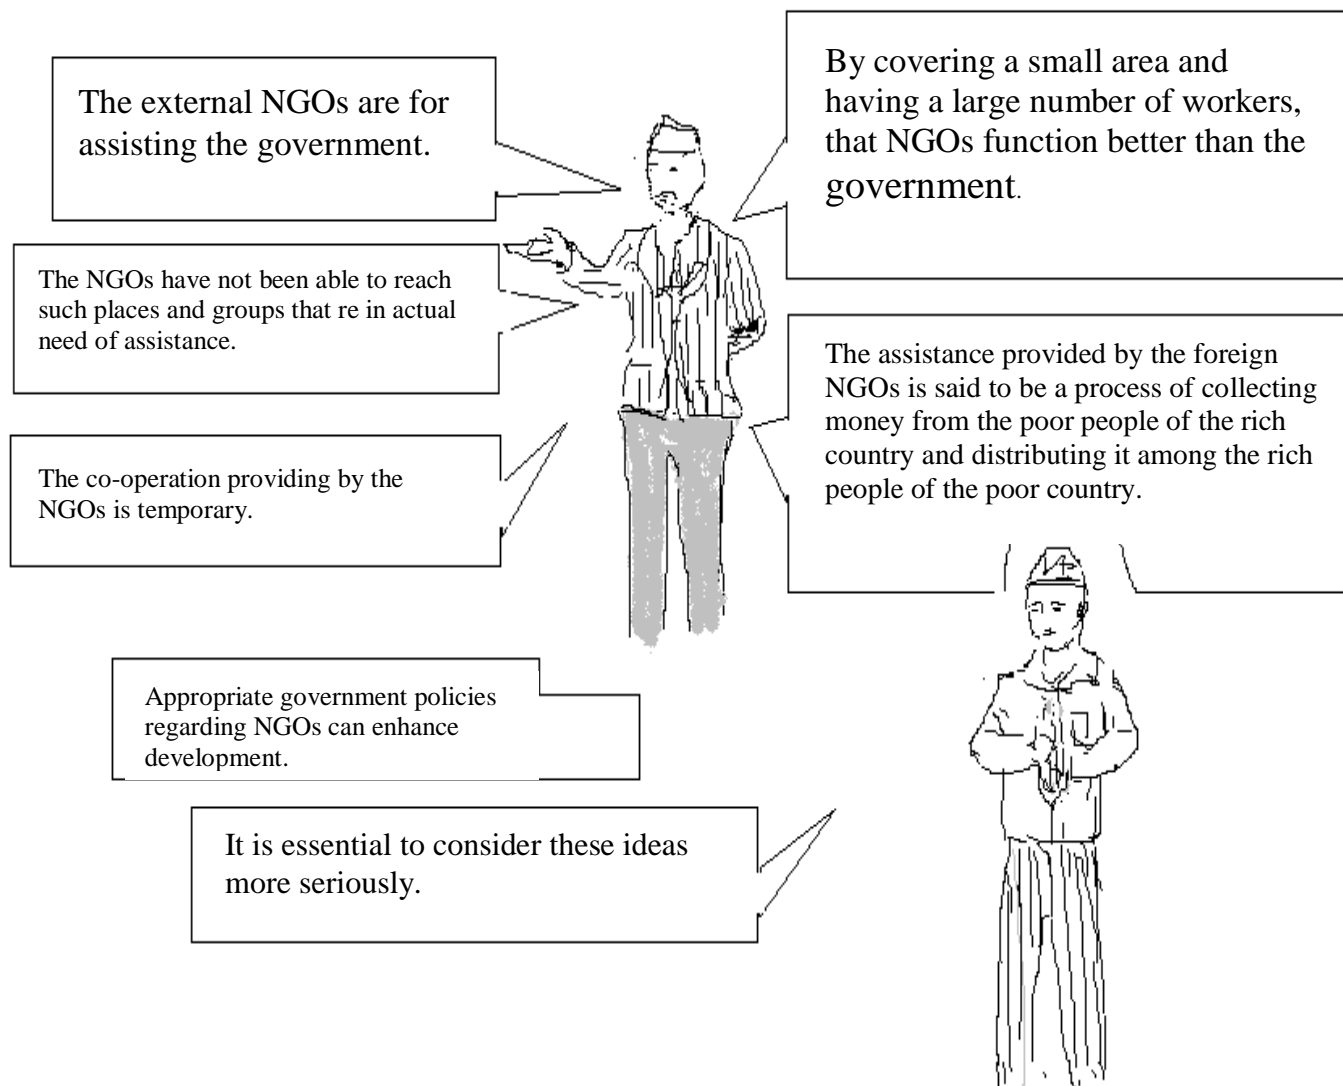 The external NGOs are for
assisting the government.
By covering a small area and
having a large number of workers,
that NGOs function better than the
government.
The NGOs have not been able to reach
such places and groups that re in actual
need of assistance.
The assistance provided by the foreign
NGOs is said to be a process of collecting
money from the poor people of the rich
country and distributing it among the rich
people of the poor country.
The co-operation providing by the
NGOs is temporary.
Appropriate government policies
regarding NGOs can enhance
development.
It is essential to consider these ideas
more seriously.